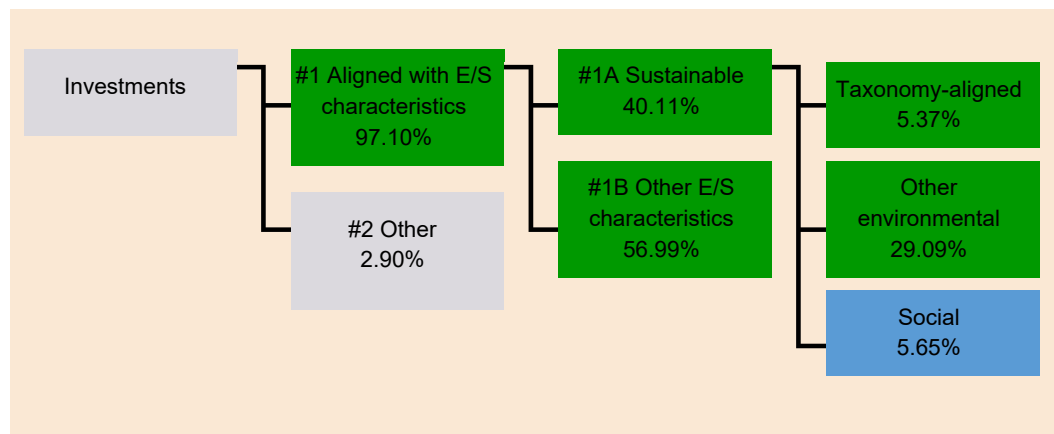 Investments
#1 Aligned with E/S
characteristics
97.10%
#2 Other
2.90%
#1A Sustainable
40.11%
#1B Other E/S
characteristics
56.99%
Taxonomy-aligned
5.37%
Other
environmental
29.09%
Social
5.65%